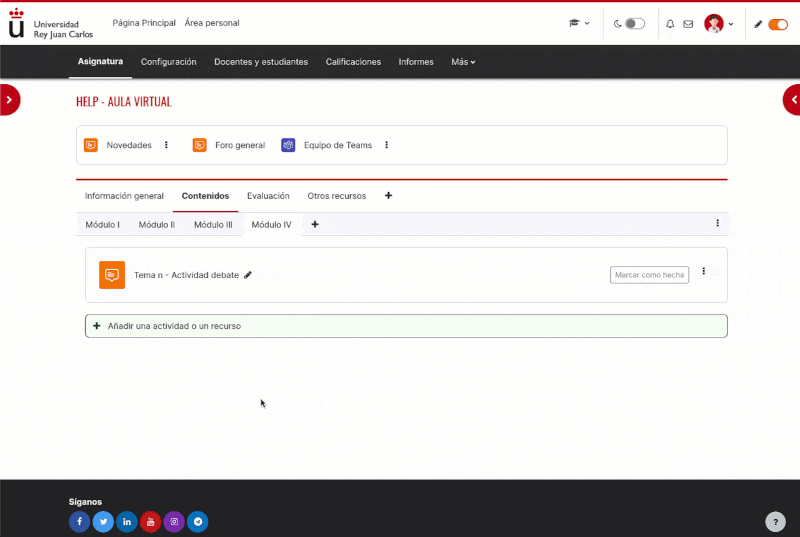 Universidad
Rey Juan Carlos
Página Principal Área personal
Asignatura Configuración Docentes y estudiantes Calificaciones Informes Más
HELP - AULA VIRTUAL
Novedades Foro general Equipo de Teams
Información general Contenidos Evaluación Otros recursos +
Módulo I Módulo II Módulo III Módulo IV +
Tema n - Actividad debate Marcar como hecha
+ Añadir una actividad o un recurso
Síganos
?